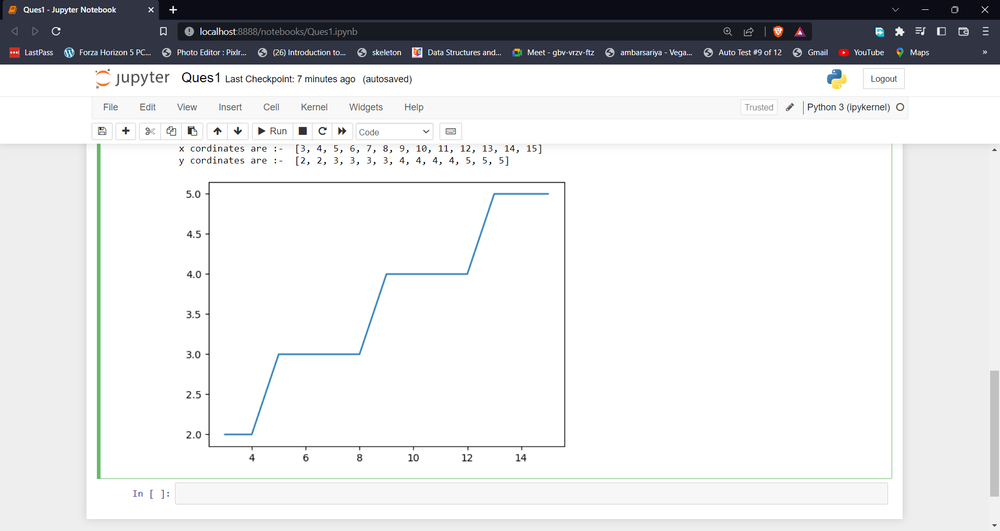 Ques1 - Jupyter Notebook
localhost:8888/notebooks/Ques1.ipynb
LastPass Forza Horizon 5 PC... Photo Editor : Pixlr... (26) Introduction to... skeleton Data Structures and... Meet - gbv-vrzv-ftz ambarsariya - Vega... Auto Test #9 of 12 Gmail YouTube Maps »
jupyter Ques1 Last Checkpoint: 7 minutes ago (autosaved) Logout
File Edit View Insert Cell Kernel Widgets Help Trusted Python 3 (ipykernel)
Run Code
x cordinates are :- [3, 4, 5, 6, 7, 8, 9, 10, 11, 12, 13, 14, 15]
y cordinates are :- [2, 2, 3, 3, 3, 3, 4, 4, 4, 4, 5, 5, 5]
5.0
4.5
4.0
3.5
3.0
2.5
2.0
4 6 8 10 12 14
In [ ]: